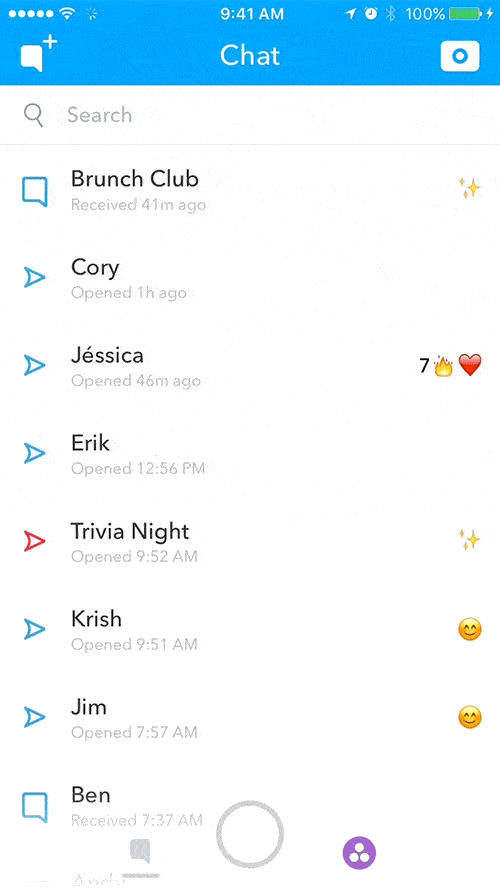 9:41 AM
100%
Chat
Search
Brunch Club
Received 41m ago
Cory
Opened 1h ago
Jéssica
Opened 46m ago
7
Erik
Opened 12:56 PM
Trivia Night
Opened 9:52 AM
Krish
Opened 9:51 AM
Jim
Opened 7:57 AM
Ben
Received 7:37 AM